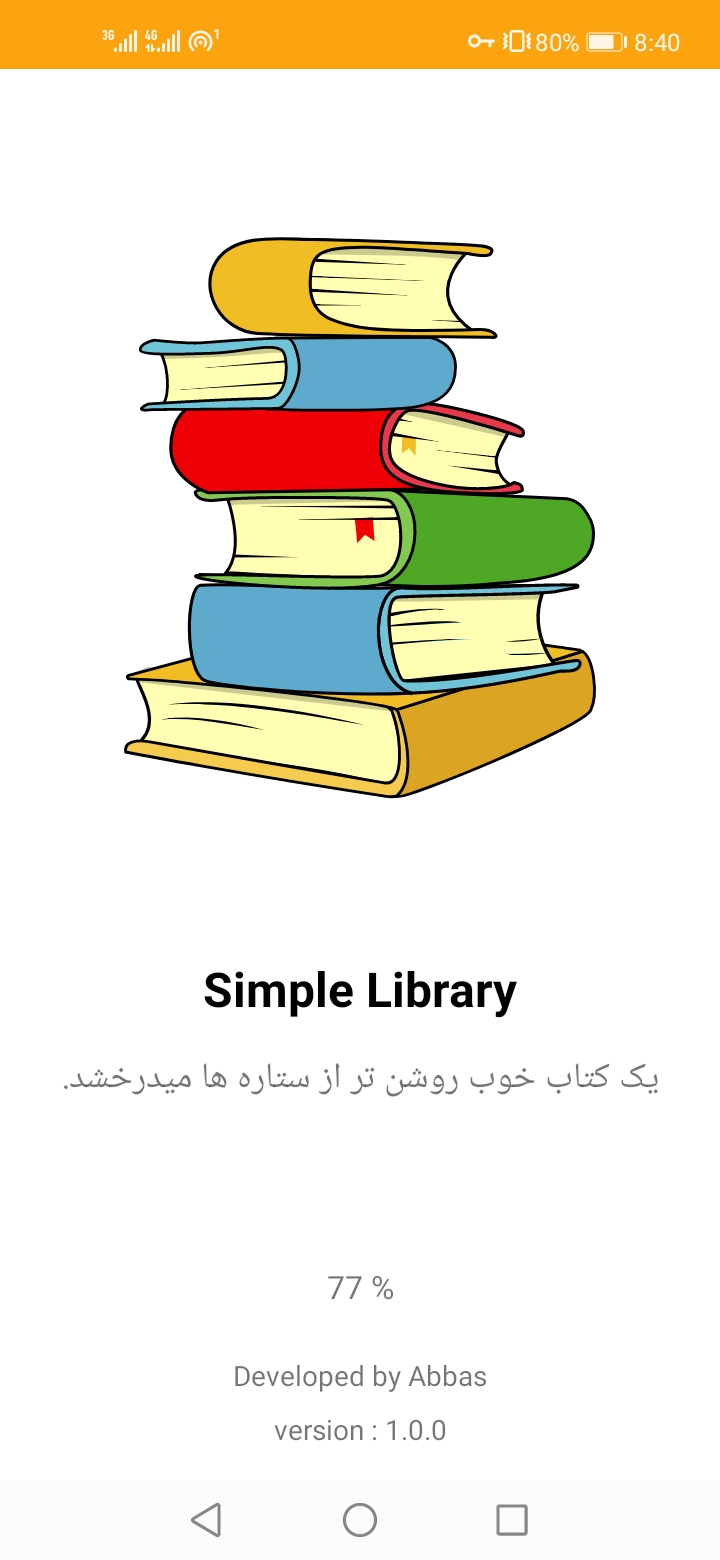 3G 4G 1 80% 8:40
Simple Library
یک کتاب خوب روشن تر از ستاره ها میدرخشد.
77 %
Developed by Abbas
version : 1.0.0